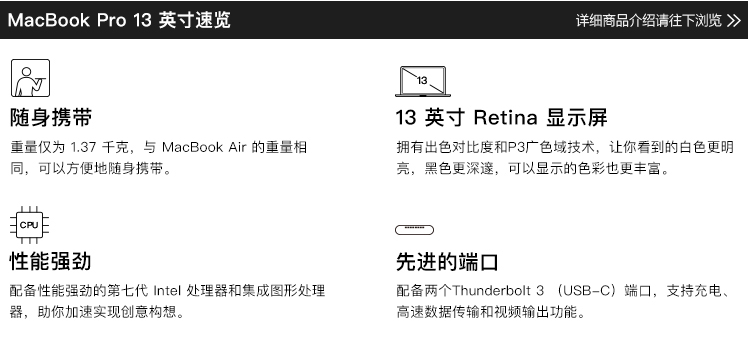 MacBook Pro 13 英寸速览
详细商品介绍请往下浏览
随身携带
重量仅为 1.37 千克，与 MacBook Air 的重量相
同，可以方便地随身携带。
13
13 英寸 Retina 显示屏
拥有出色对比度和P3广色域技术，让你看到的白色更明
亮，黑色更深邃，可以显示的色彩也更丰富。
CPU
性能强劲
配备性能强劲的第七代 Intel 处理器和集成图形处理
器，助你加速实现创意构想。
先进的端口
配备两个Thunderbolt 3 （USB-C）端口，支持充电、
高速数据传输和视频输出功能。